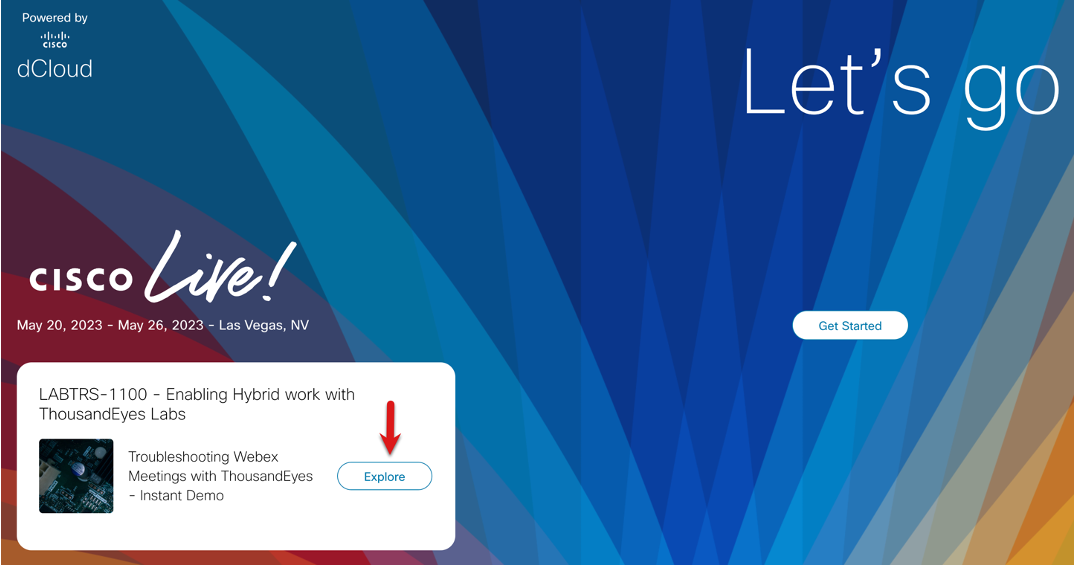 Powered by
CISCO
dCloud
Let's go
CISCO Live!
May 20, 2023 - May 26, 2023 - Las Vegas, NV
Get Started
LABTRS-1100 - Enabling Hybrid work with
ThousandEyes Labs
Troubleshooting Webex
Meetings with ThousandEyes
- Instant Demo
Explore